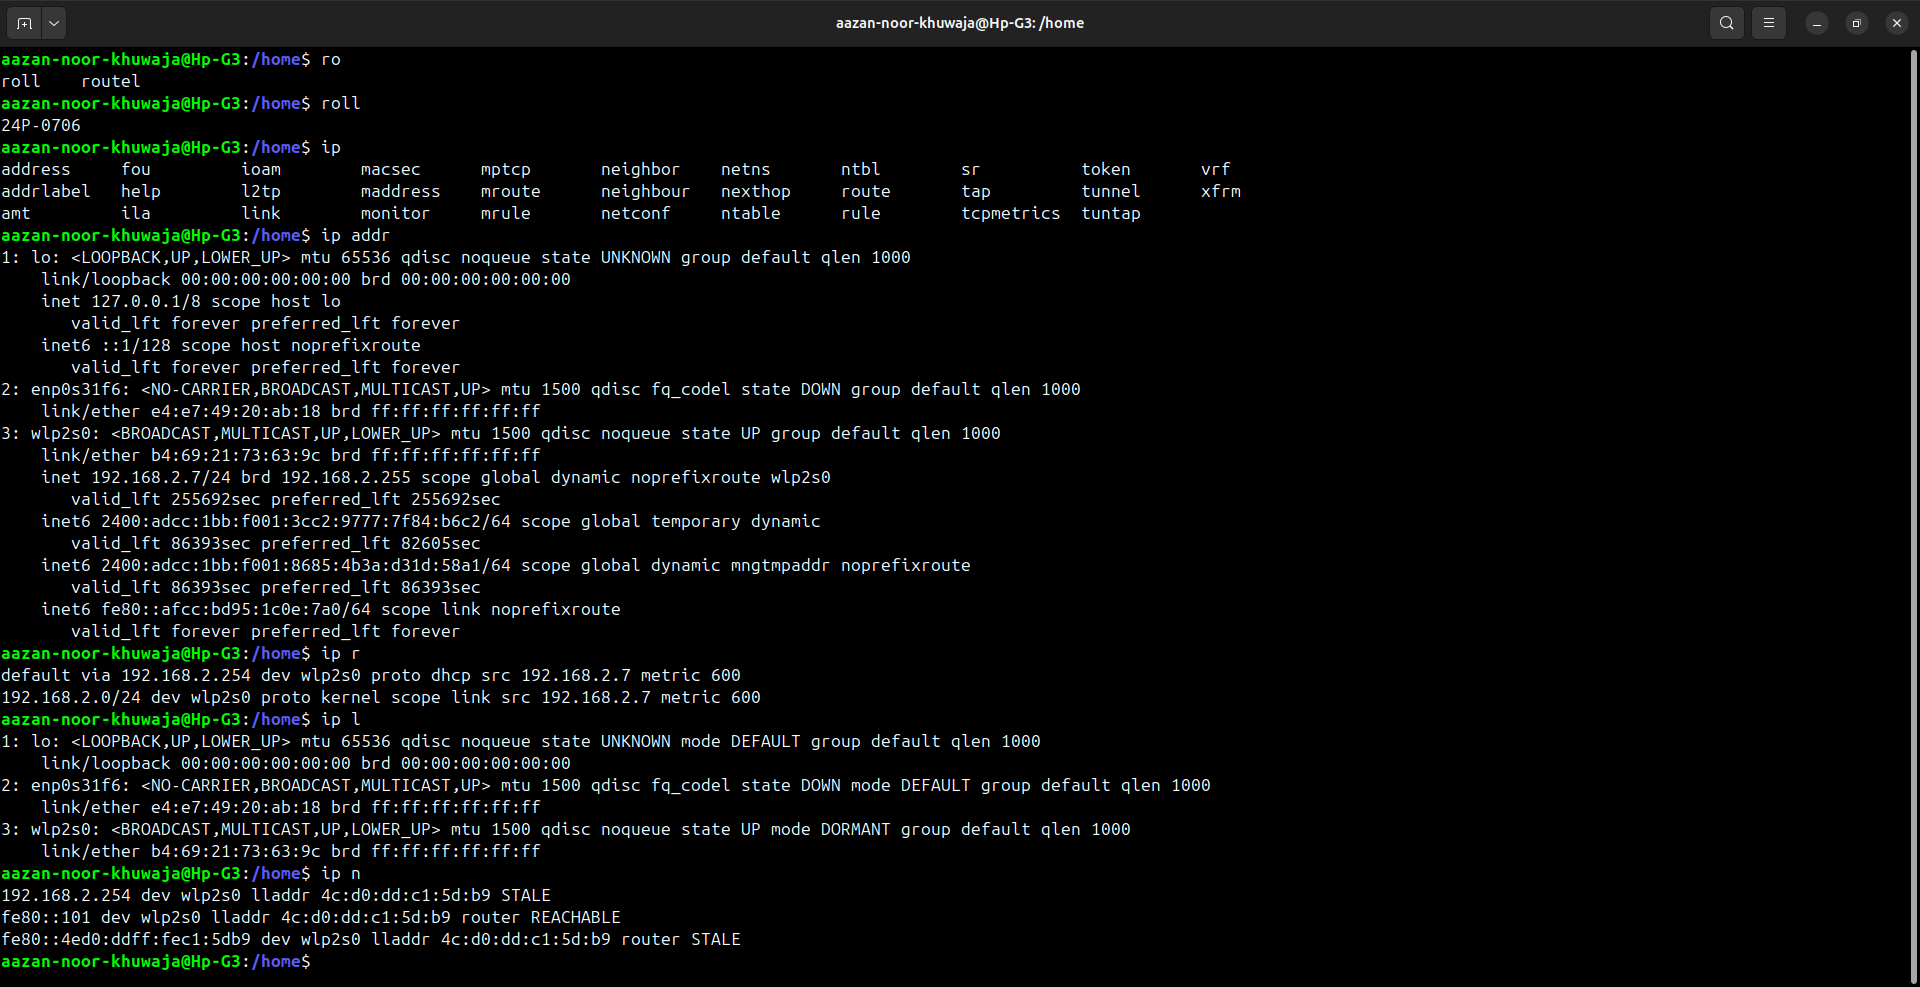 aazan-noor-khuwaja@Hp-G3: /home
aazan-noor-khuwaja@Hp-G3:/home$ ro
roll    routel
aazan-noor-khuwaja@Hp-G3:/home$ roll
24P-0706
aazan-noor-khuwaja@Hp-G3:/home$ ip
address     fou         ioam        macsec      mptcp       neighbor    netns       ntbl        sr          token       vrf
addrlabel   help        l2tp        maddress    mroute      neighbour   nexthop     route       tap         tunnel      xfrm
amt         ila         link        monitor     mrule       netconf     ntable      rule        tcpmetrics  tuntap
aazan-noor-khuwaja@Hp-G3:/home$ ip addr
1: lo: <LOOPBACK,UP,LOWER_UP> mtu 65536 qdisc noqueue state UNKNOWN group default qlen 1000
    link/loopback 00:00:00:00:00:00 brd 00:00:00:00:00:00
    inet 127.0.0.1/8 scope host lo
       valid_lft forever preferred_lft forever
    inet6 ::1/128 scope host noprefixroute
       valid_lft forever preferred_lft forever
2: enp0s31f6: <NO-CARRIER,BROADCAST,MULTICAST,UP> mtu 1500 qdisc fq_codel state DOWN group default qlen 1000
    link/ether e4:e7:49:20:ab:18 brd ff:ff:ff:ff:ff:ff
3: wlp2s0: <BROADCAST,MULTICAST,UP,LOWER_UP> mtu 1500 qdisc noqueue state UP group default qlen 1000
    link/ether b4:69:21:73:63:9c brd ff:ff:ff:ff:ff:ff
    inet 192.168.2.7/24 brd 192.168.2.255 scope global dynamic noprefixroute wlp2s0
       valid_lft 255692sec preferred_lft 255692sec
    inet6 2400:adcc:1bb:f001:3cc2:9777:7f84:b6c2/64 scope global temporary dynamic
       valid_lft 86393sec preferred_lft 82605sec
    inet6 2400:adcc:1bb:f001:8685:4b3a:d31d:58a1/64 scope global dynamic mngtmpaddr noprefixroute
       valid_lft 86393sec preferred_lft 86393sec
    inet6 fe80::afcc:bd95:1c0e:7a0/64 scope link noprefixroute
       valid_lft forever preferred_lft forever
aazan-noor-khuwaja@Hp-G3:/home$ ip r
default via 192.168.2.254 dev wlp2s0 proto dhcp src 192.168.2.7 metric 600
192.168.2.0/24 dev wlp2s0 proto kernel scope link src 192.168.2.7 metric 600
aazan-noor-khuwaja@Hp-G3:/home$ ip l
1: lo: <LOOPBACK,UP,LOWER_UP> mtu 65536 qdisc noqueue state UNKNOWN mode DEFAULT group default qlen 1000
    link/loopback 00:00:00:00:00:00 brd 00:00:00:00:00:00
2: enp0s31f6: <NO-CARRIER,BROADCAST,MULTICAST,UP> mtu 1500 qdisc fq_codel state DOWN mode DEFAULT group default qlen 1000
    link/ether e4:e7:49:20:ab:18 brd ff:ff:ff:ff:ff:ff
3: wlp2s0: <BROADCAST,MULTICAST,UP,LOWER_UP> mtu 1500 qdisc noqueue state UP mode DORMANT group default qlen 1000
    link/ether b4:69:21:73:63:9c brd ff:ff:ff:ff:ff:ff
aazan-noor-khuwaja@Hp-G3:/home$ ip n
192.168.2.254 dev wlp2s0 lladdr 4c:d0:dd:c1:5d:b9 STALE
fe80::101 dev wlp2s0 lladdr 4c:d0:dd:c1:5d:b9 router REACHABLE
fe80::4ed0:ddff:fec1:5db9 dev wlp2s0 lladdr 4c:d0:dd:c1:5d:b9 router STALE
aazan-noor-khuwaja@Hp-G3:/home$